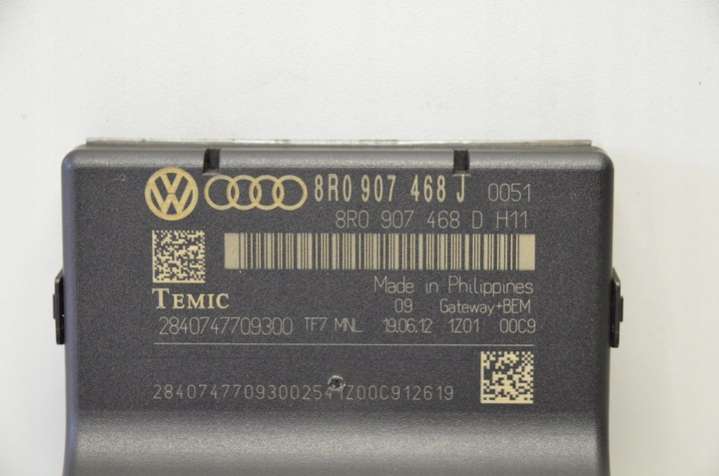 8R0 907 468 J 0051
8R0 907 468 D H11
Made in Philippines
TEMIC 09 Gateway+BEM
2840747709300 TF7 MNL 19.06.12 1Z01 00C9
28407477093002541Z00C912619